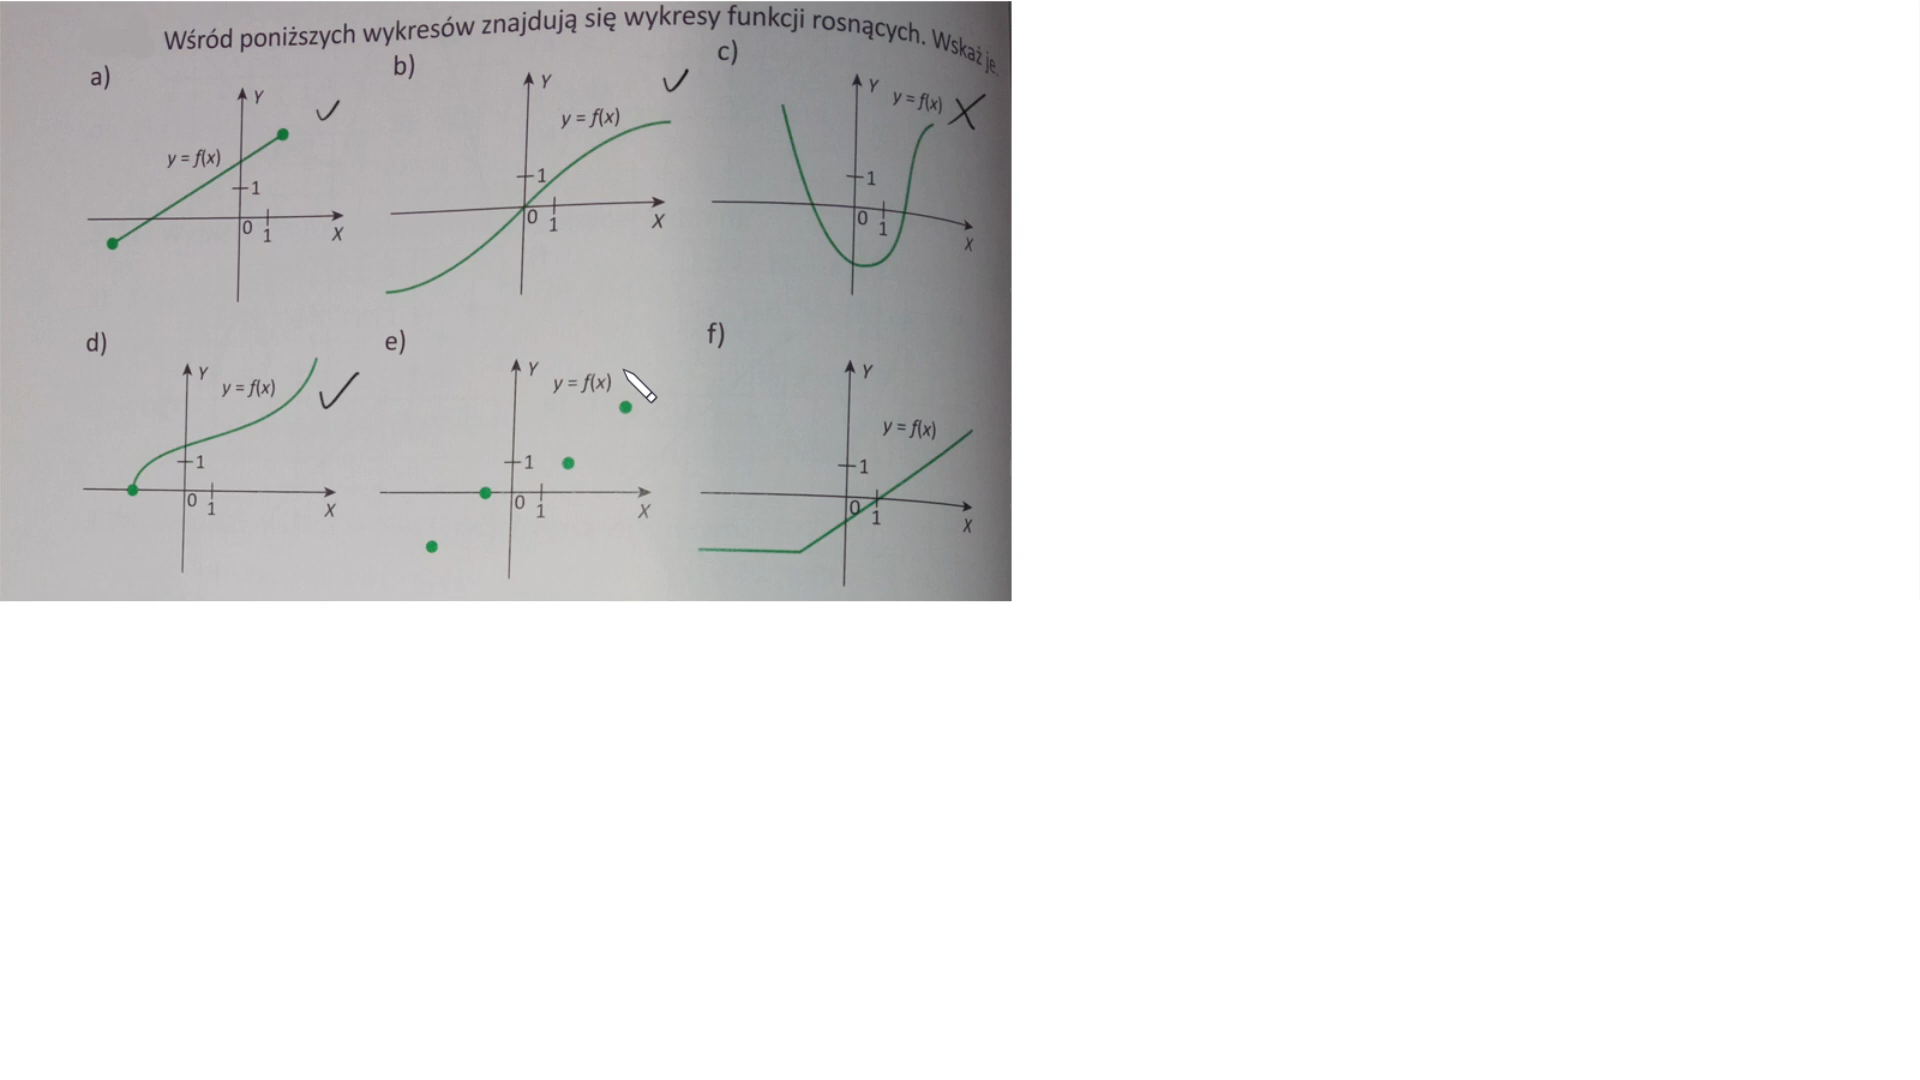 Wśród poniższych wykresów znajdują się wykresy funkcji rosnących. Wskaż je.
a)
Y
y = f(x)
1
0
1
X
b)
Y
y = f(x)
1
0
1
X
c)
Y
y = f(x)
1
0
1
X
d)
Y
y = f(x)
1
0
1
X
e)
Y
y = f(x)
1
0
1
X
f)
Y
y = f(x)
1
0
1
X